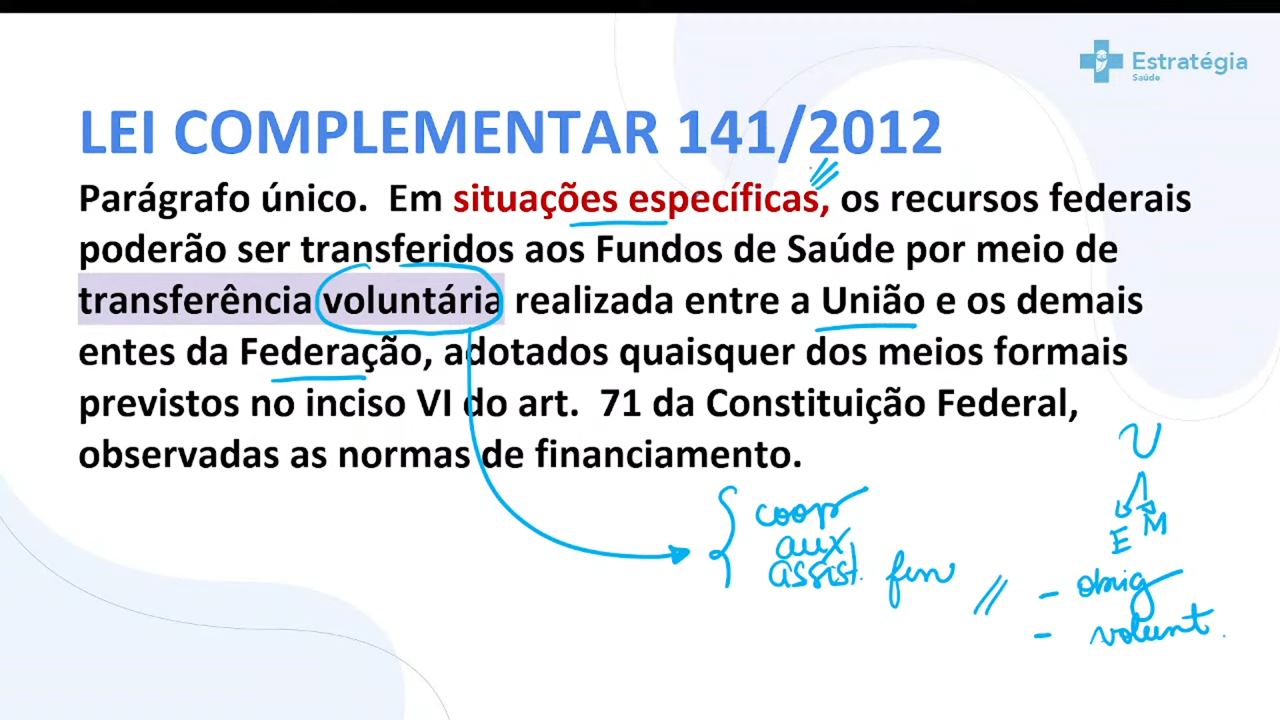 Estratégia
Saúde
LEI COMPLEMENTAR 141/2012
Parágrafo único.  Em situações específicas, os recursos federais
poderão ser transferidos aos Fundos de Saúde por meio de
transferência voluntária realizada entre a União e os demais
entes da Federação, adotados quaisquer dos meios formais
previstos no inciso VI do art.  71 da Constituição Federal,
observadas as normas de financiamento.
U
E M
coop
aux
assist. fin
- obrig
- volunt.